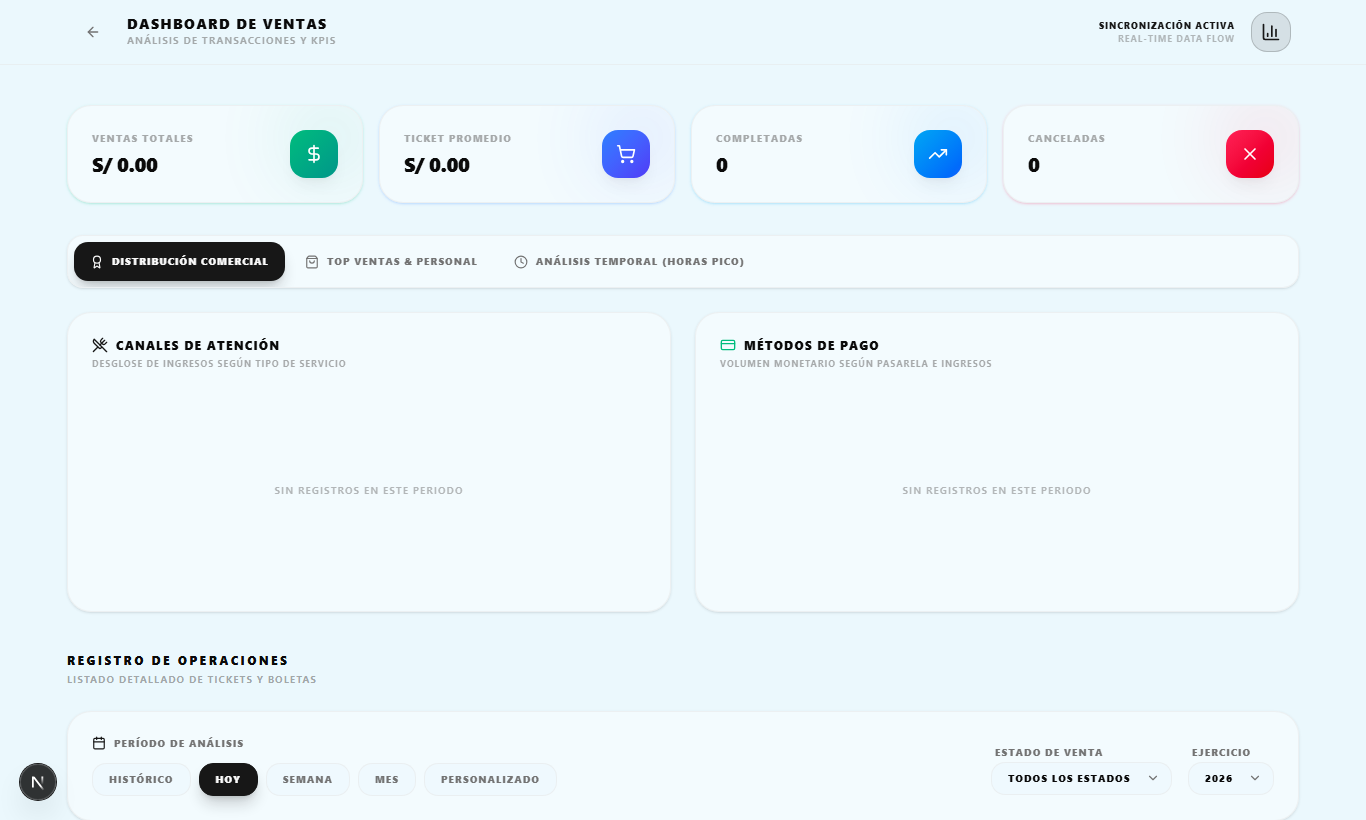 DASHBOARD DE VENTAS
ANÁLISIS DE TRANSACCIONES Y KPIS
SINCRONIZACIÓN ACTIVA
REAL-TIME DATA FLOW
VENTAS TOTALES
S/ 0.00
TICKET PROMEDIO
S/ 0.00
COMPLETADAS
0
CANCELADAS
0
DISTRIBUCIÓN COMERCIAL
TOP VENTAS & PERSONAL
ANÁLISIS TEMPORAL (HORAS PICO)
CANALES DE ATENCIÓN
DESGLOSE DE INGRESOS SEGÚN TIPO DE SERVICIO
SIN REGISTROS EN ESTE PERIODO
MÉTODOS DE PAGO
VOLUMEN MONETARIO SEGÚN PASARELA E INGRESOS
SIN REGISTROS EN ESTE PERIODO
REGISTRO DE OPERACIONES
LISTADO DETALLADO DE TICKETS Y BOLETAS
PERÍODO DE ANÁLISIS
HISTÓRICO
HOY
SEMANA
MES
PERSONALIZADO
ESTADO DE VENTA
TODOS LOS ESTADOS
EJERCICIO
2026
N